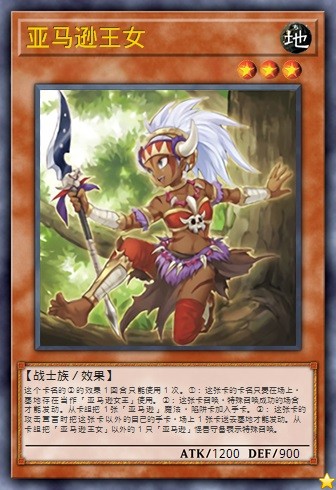 亚马逊王女
地
【战士族／效果】
这个卡名的②的效果1回合只能使用1次。①：这张卡的卡名只要在场上·
墓地存在当作「亚马逊女王」使用。②：这张卡召唤·特殊召唤成功的场合
才能发动。从卡组把1张「亚马逊」魔法·陷阱卡加入手卡。③：这张卡的
攻击宣言时把这张卡以外的自己的手卡·场上1张卡送去墓地才能发动。从
卡组把「亚马逊王女」以外的1只「亚马逊」怪兽守备表示特殊召唤。
ATK/1200 DEF/900